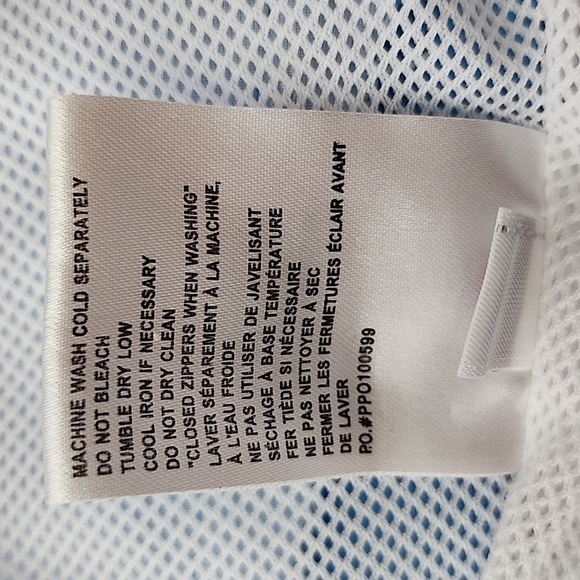 MACHINE WASH COLD SEPARATELY
DO NOT BLEACH
TUMBLE DRY LOW
COOL IRON IF NECESSARY
DO NOT DRY CLEAN
"CLOSED ZIPPERS WHEN WASHING"
LAVER SÉPAREMENT À LA MACHINE,
À L'EAU FROIDE
NE PAS UTILISER DE JAVELISANT
SÉCHAGE À BASE TEMPÉRATURE
FER TIÈDE SI NÉCESSAIRE
NE PAS NETTOYER À SEC
FERMER LES FERMETURES ÉCLAIR AVANT
DE LAVER
P.O.#PPO100599